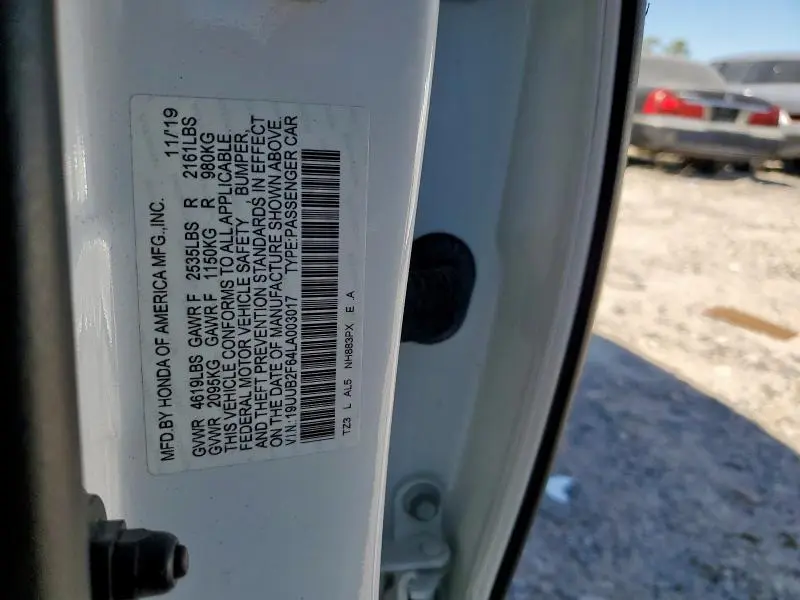 MFD.BY HONDA OF AMERICA MFG.,INC. 11/19
GVWR 4619LBS GAWR F 2535LBS R 2161LBS
GVWR 2095KG GAWR F 1150KG R 980KG
THIS VEHICLE CONFORMS TO ALL APPLICABLE
FEDERAL MOTOR VEHICLE SAFETY , BUMPER,
AND THEFT PREVENTION STANDARDS IN EFFECT
ON THE DATE OF MANUFACTURE SHOWN ABOVE.
V.I.N.:19UUB2F64LA003017 TYPE:PASSENGER CAR
TZ3 L AL5 NH883PX E .A